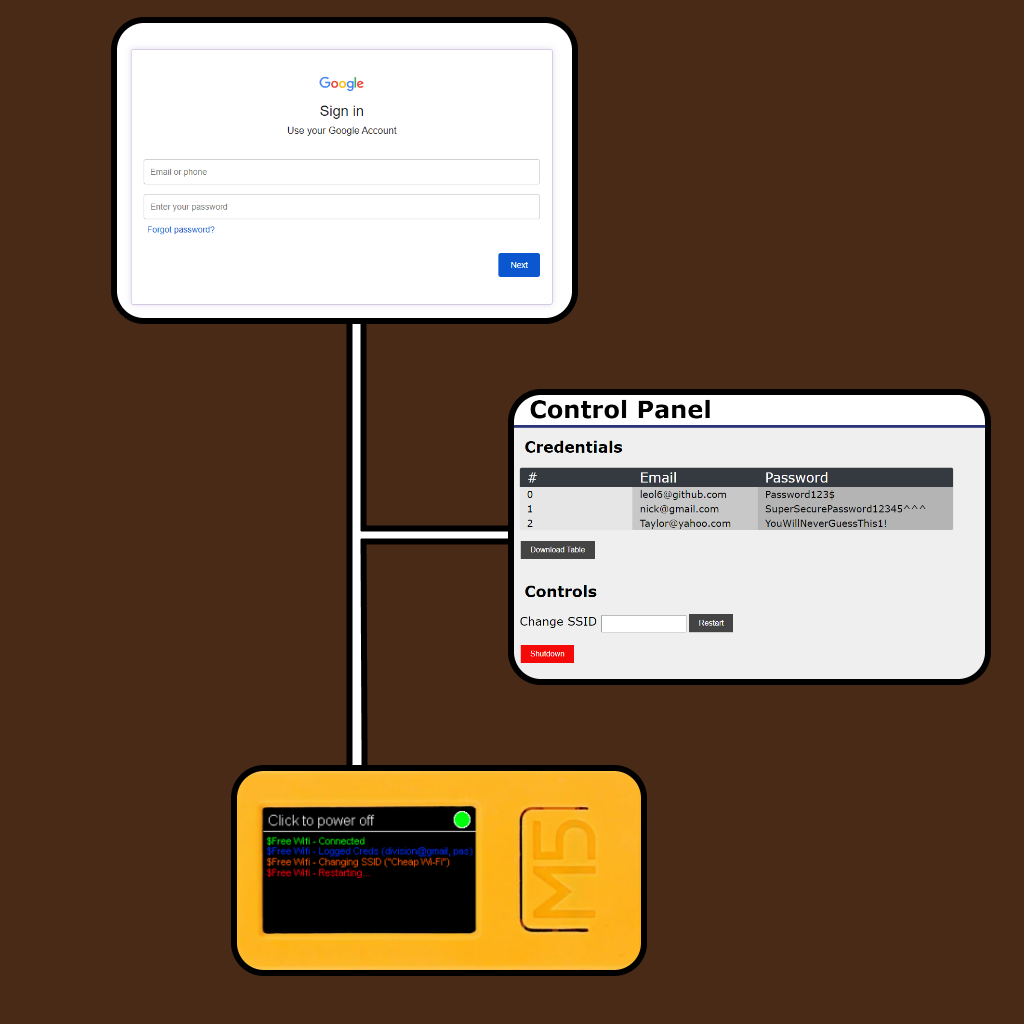 Google
Sign in
Use your Google Account
Email or phone
Enter your password
Forgot password?
Next
Control Panel
Credentials
# Email Password
0 leol6@github.com Password123$
1 nick@gmail.com SuperSecurePassword12345^^^
2 Taylor@yahoo.com YouWillNeverGuessThis1!
Download Table
Controls
Change SSID Restart
Shutdown
Click to power off
$Free Wifi - Connected
$Free Wifi - Logged Creds (division@gmail, pas)
$Free Wifi - Changing SSID ("Cheap Wi-Fi")
$Free Wifi - Restarting...
M5